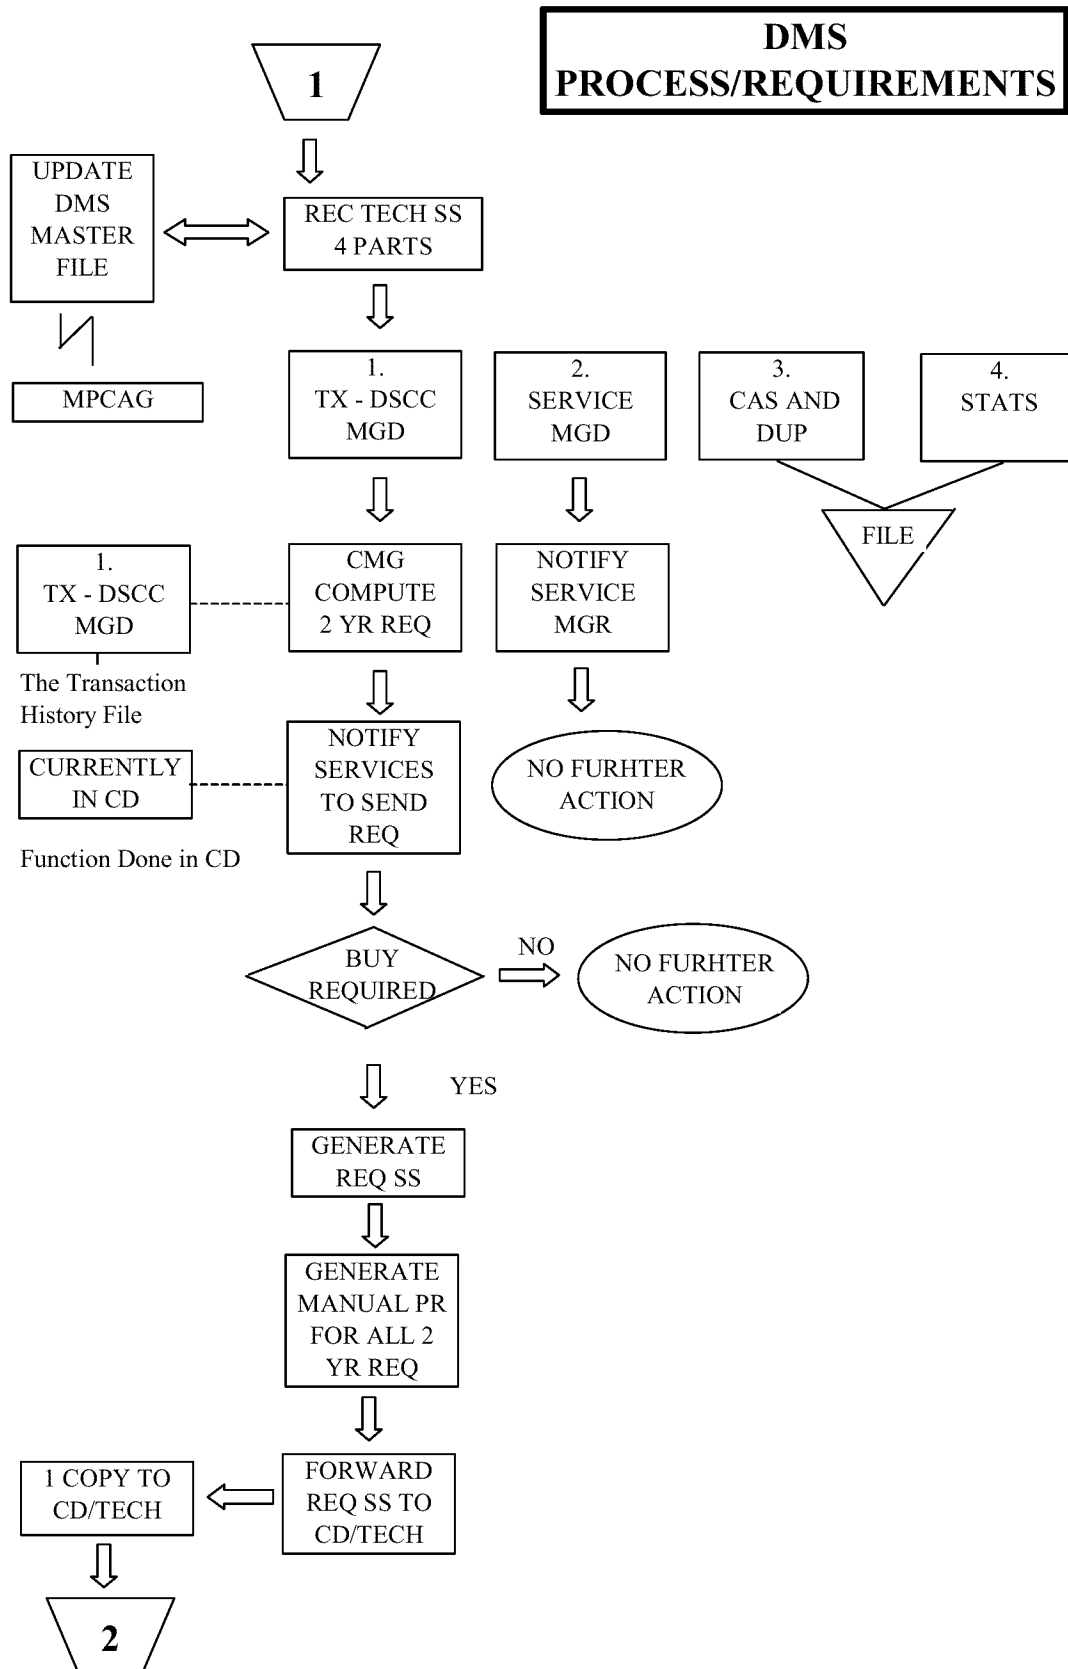 DMS
PROCESS/REQUIREMENTS
1
UPDATE
DMS
MASTER
FILE
REC TECH SS
4 PARTS
MPCAG
1.
TX - DSCC
MGD
2.
SERVICE
MGD
3.
CAS AND
DUP
4.
STATS
FILE
1.
TX - DSCC
MGD
CMG
COMPUTE
2 YR REQ
NOTIFY
SERVICE
MGR
The Transaction
History File
CURRENTLY
IN CD
NOTIFY
SERVICES
TO SEND
REQ
NO FURHTER
ACTION
Function Done in CD
BUY
REQUIRED
NO
NO FURHTER
ACTION
YES
GENERATE
REQ SS
GENERATE
MANUAL PR
FOR ALL 2
YR REQ
1 COPY TO
CD/TECH
FORWARD
REQ SS TO
CD/TECH
2